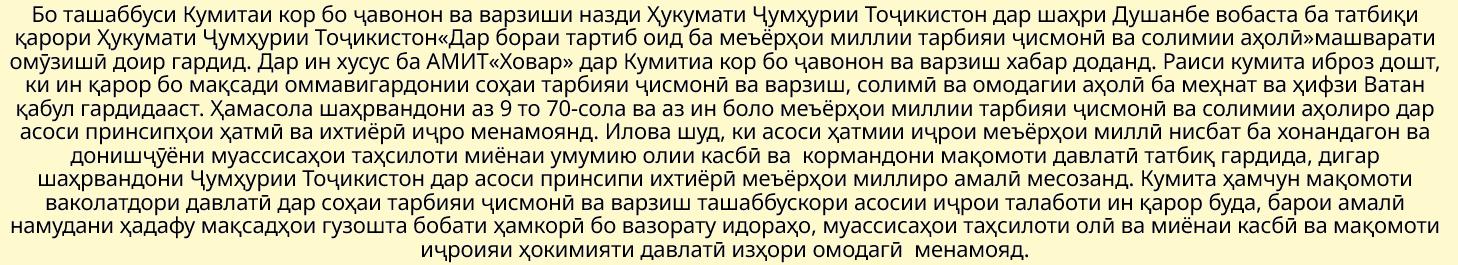 Бо ташаббуси Кумитаи кор бо ҷавонон ва варзиши назди Ҳукумати Ҷумҳурии Тоҷикистон дар шаҳри Душанбе вобаста ба татбиқи
қарори Ҳукумати Ҷумҳурии Тоҷикистон«Дар бораи тартиб оид ба меъёрҳои миллии тарбияи ҷисмонӣ ва солимии аҳолӣ»машварати
омӯзишӣ доир гардид. Дар ин хусус ба АМИТ«Ховар» дар Кумитиа кор бо ҷавонон ва варзиш хабар доданд. Раиси кумита иброз дошт,
ки ин қарор бо мақсади оммавигардонии соҳаи тарбияи ҷисмонӣ ва варзиш, солимӣ ва омодагии аҳолӣ ба меҳнат ва ҳифзи Ватан
қабул гардидааст. Ҳамасола шаҳрвандони аз 9 то 70-сола ва аз ин боло меъёрҳои миллии тарбияи ҷисмонӣ ва солимии аҳолиро дар
асоси принсипҳои ҳатмӣ ва ихтиёрӣ иҷро менамоянд. Илова шуд, ки асоси ҳатмии иҷрои меъёрҳои миллӣ нисбат ба хонандагон ва
донишҷӯёни муассисаҳои таҳсилоти миёнаи умумию олии касбӣ ва  кормандони мақомоти давлатӣ татбиқ гардида, дигар
шаҳрвандони Ҷумҳурии Тоҷикистон дар асоси принсипи ихтиёрӣ меъёрҳои миллиро амалӣ месозанд. Кумита ҳамчун мақомоти
ваколатдори давлатӣ дар соҳаи тарбияи ҷисмонӣ ва варзиш ташаббускори асосии иҷрои талаботи ин қарор буда, барои амалӣ
намудани ҳадафу мақсадҳои гузошта бобати ҳамкорӣ бо вазорату идораҳо, муассисаҳои таҳсилоти олӣ ва миёнаи касбӣ ва мақомоти
иҷроияи ҳокимияти давлатӣ изҳори омодагӣ  менамояд.